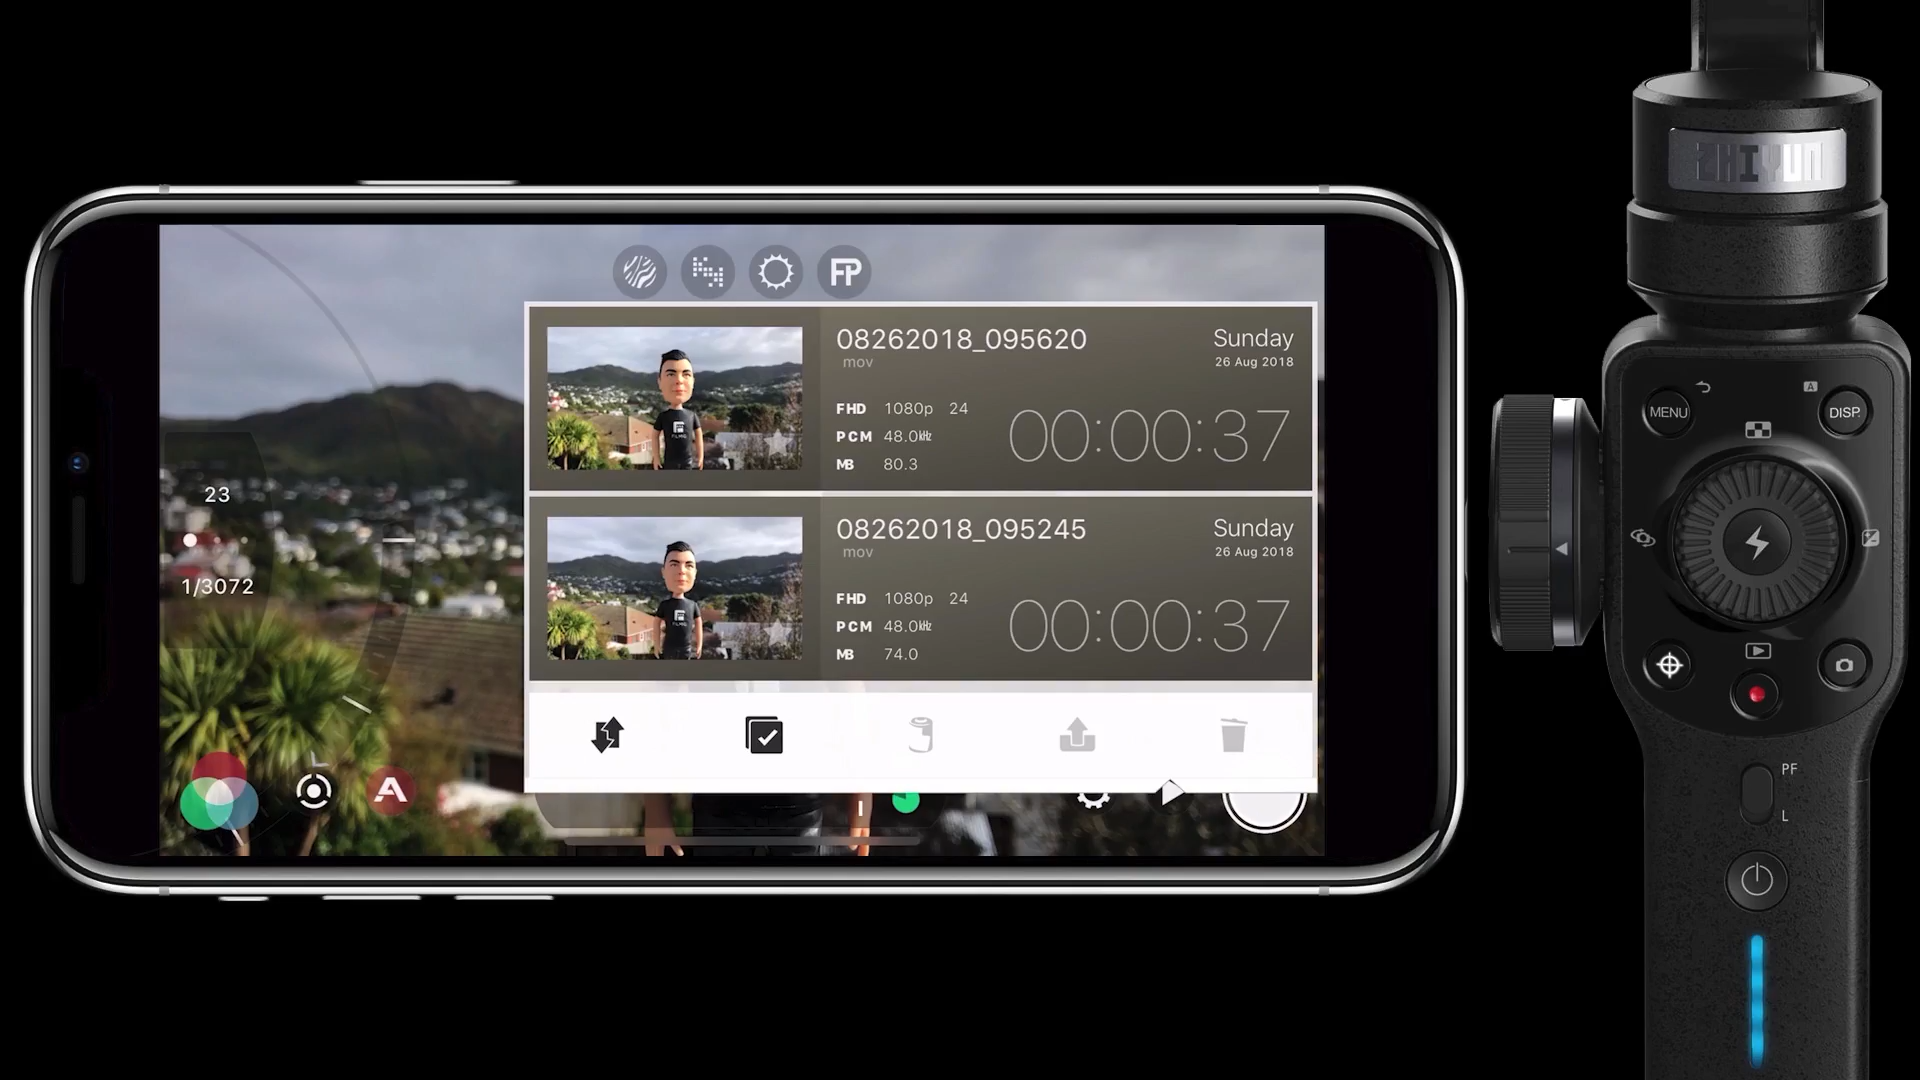 ZHIYUN
FP
08262018_095620
Sunday
mov
26 Aug 2018
FHD 1080p 24
PCM 48.0kHz
MB 80.3
00:00:37
23
1/3072
08262018_095245
Sunday
mov
26 Aug 2018
FHD 1080p 24
PCM 48.0kHz
MB 74.0
00:00:37
A
MENU
A
DISP.
PF
L